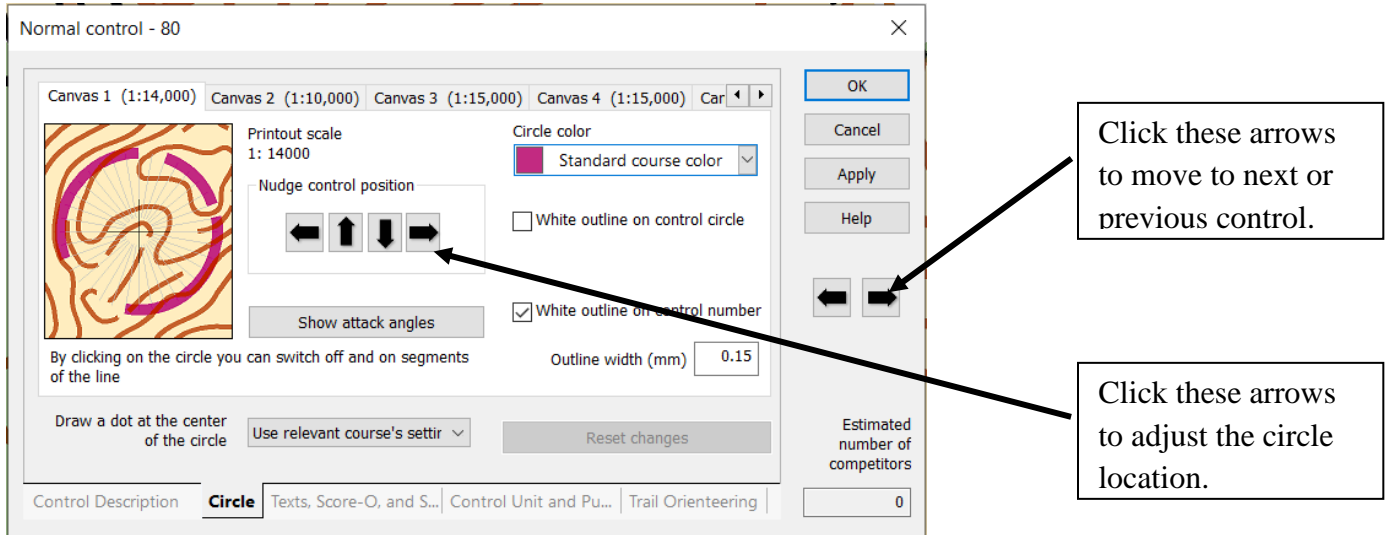 Normal control - 80
Canvas 1 (1:14,000) Canvas 2 (1:10,000) Canvas 3 (1:15,000) Canvas 4 (1:15,000) Car
Printout scale
1: 14000
Nudge control position
Show attack angles
By clicking on the circle you can switch off and on segments
of the line
Circle color
Standard course color
White outline on control circle
White outline on control number
Outline width (mm) 0.15
Draw a dot at the center
of the circle
Use relevant course's settir
Reset changes
Control Description Circle Texts, Score-O, and S... Control Unit and Pu... Trail Orienteering
OK
Cancel
Apply
Help
Estimated
number of
competitors
0
Click these arrows
to move to next or
previous control.
Click these arrows
to adjust the circle
location.